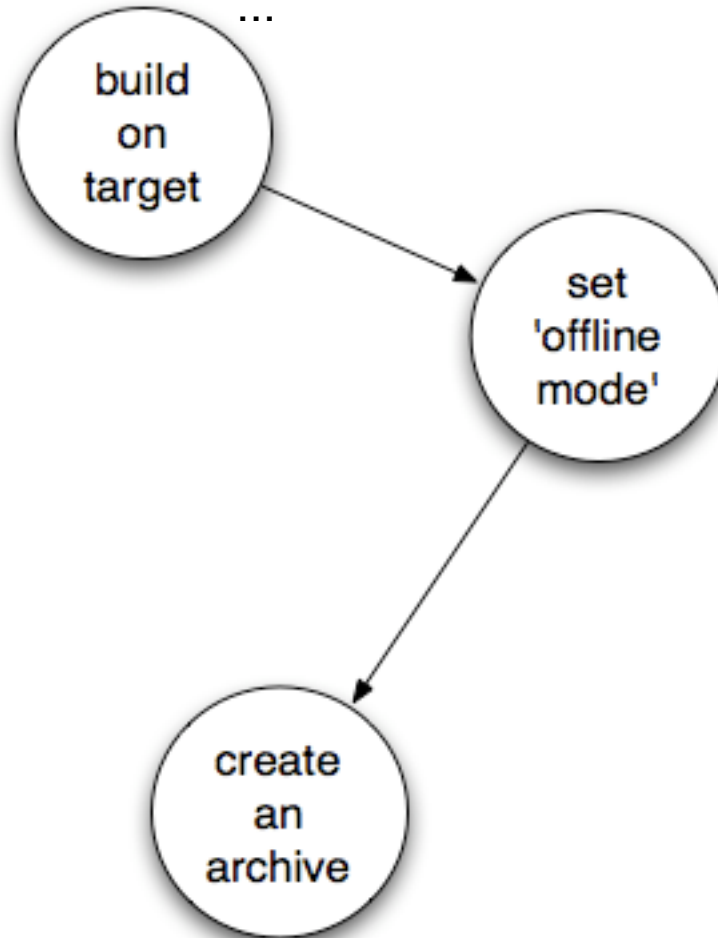 ...
build
on
target
set
'offline
mode'
create
an
archive